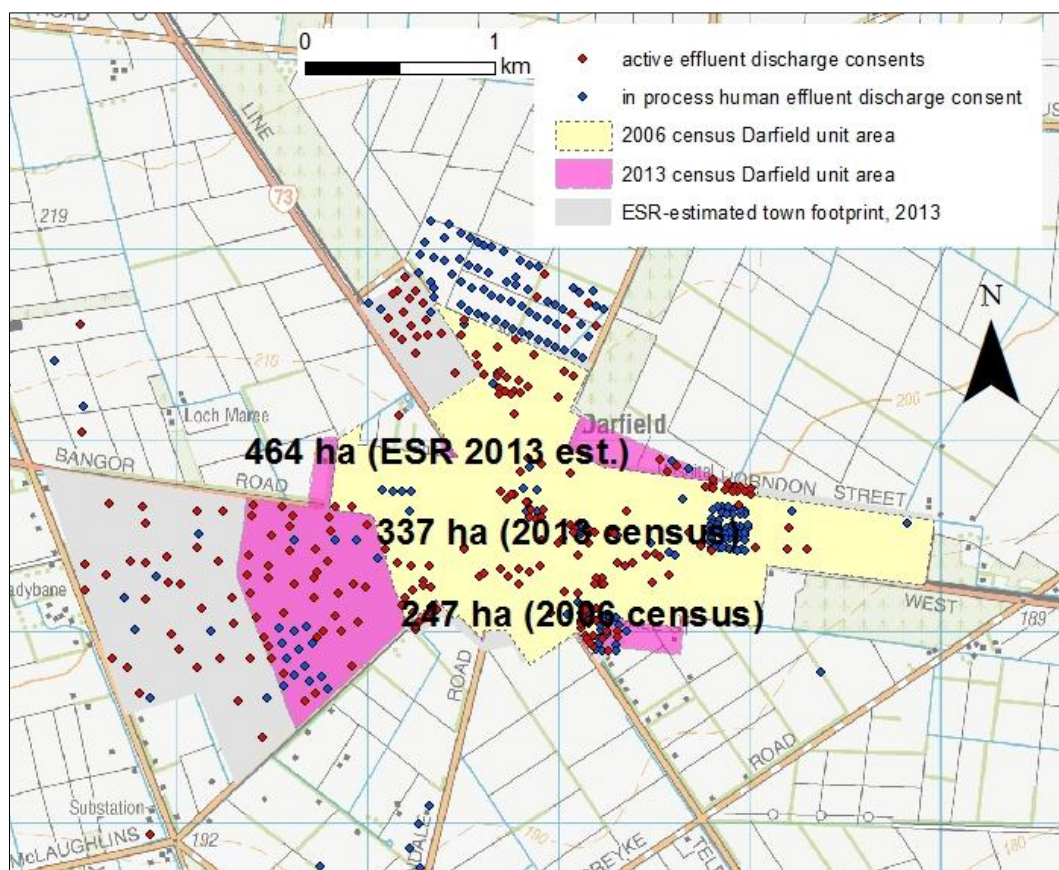 ROAD
0 1
km
active effluent discharge consents
in process human effluent discharge consent
2006 census Darfield unit area
2013 census Darfield unit area
ESR-estimated town footprint, 2013
LINE
73
219
N
210
200
Loch Maree
Darfield
464 ha (ESR 2013 est.)
BANGOR
ROAD
HORNDON STREET
337 ha (2013 census)
247 ha (2006 census)
WEST
189
ROAD
ROAD
Substation
192
McLAUGHLINS
190
180